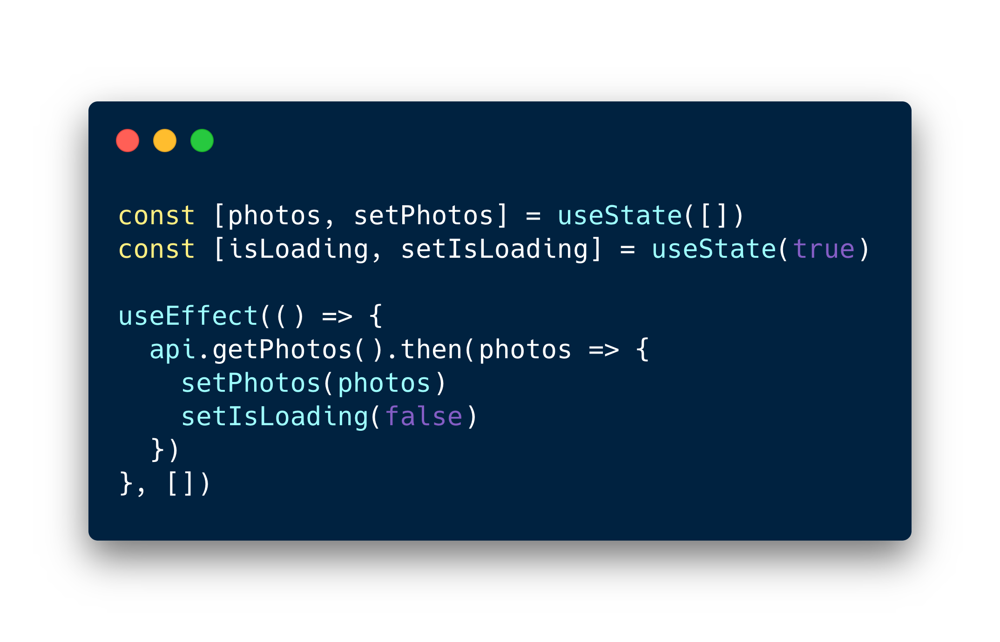 const [photos, setPhotos] = useState([])
const [isLoading, setIsLoading] = useState(true)

useEffect(() => {
  api.getPhotos().then(photos => {
    setPhotos(photos)
    setIsLoading(false)
  })
}, [])